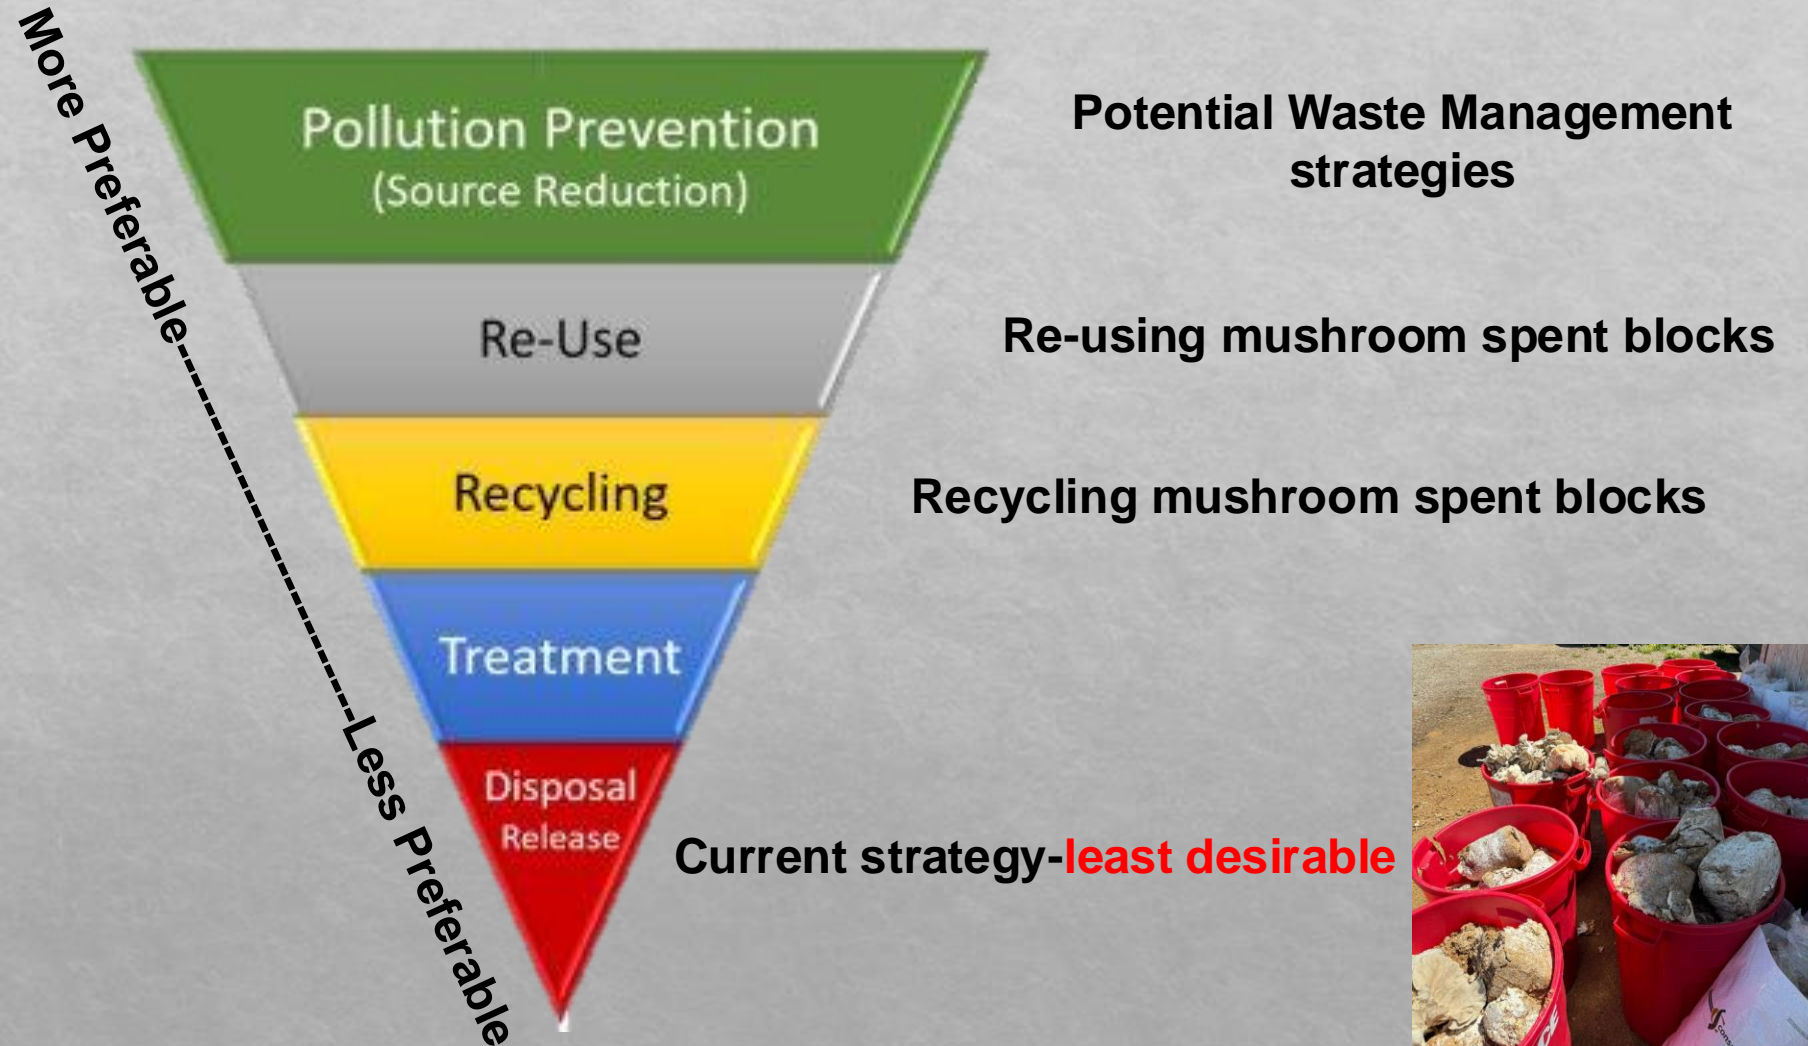 More Preferable-----------------------Less Preferable
Pollution Prevention
(Source Reduction)
Potential Waste Management
strategies
Re-Use
Re-using mushroom spent blocks
Recycling
Recycling mushroom spent blocks
Treatment
Disposal
Release
Current strategy-least desirable